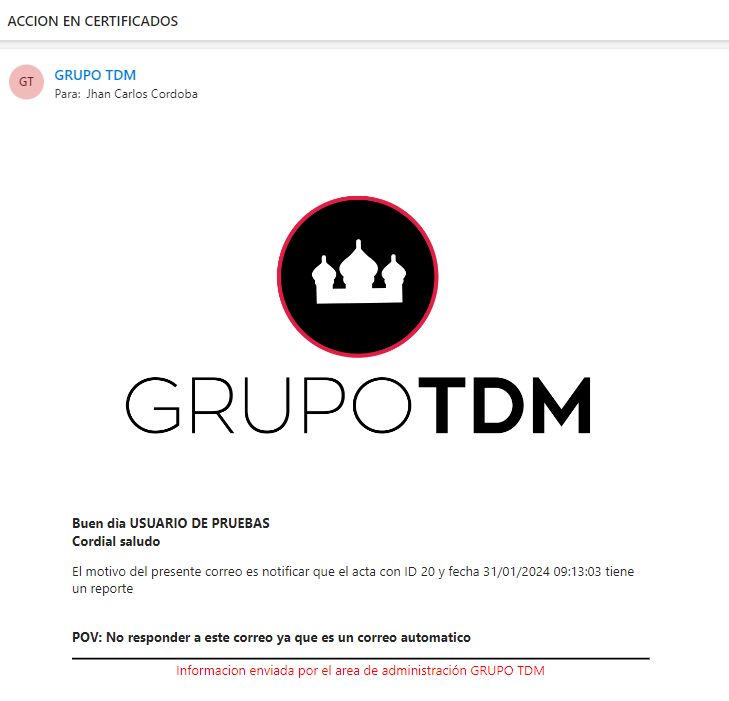 ACCION EN CERTIFICADOS
GT
GRUPO TDM
Para: Jhan Carlos Cordoba
GRUPOTDM
Buen dia USUARIO DE PRUEBAS
Cordial saludo
El motivo del presente correo es notificar que el acta con ID 20 y fecha 31/01/2024 09:13:03 tiene
un reporte
POV: No responder a este correo ya que es un correo automatico
Informacion enviada por el area de administración GRUPO TDM